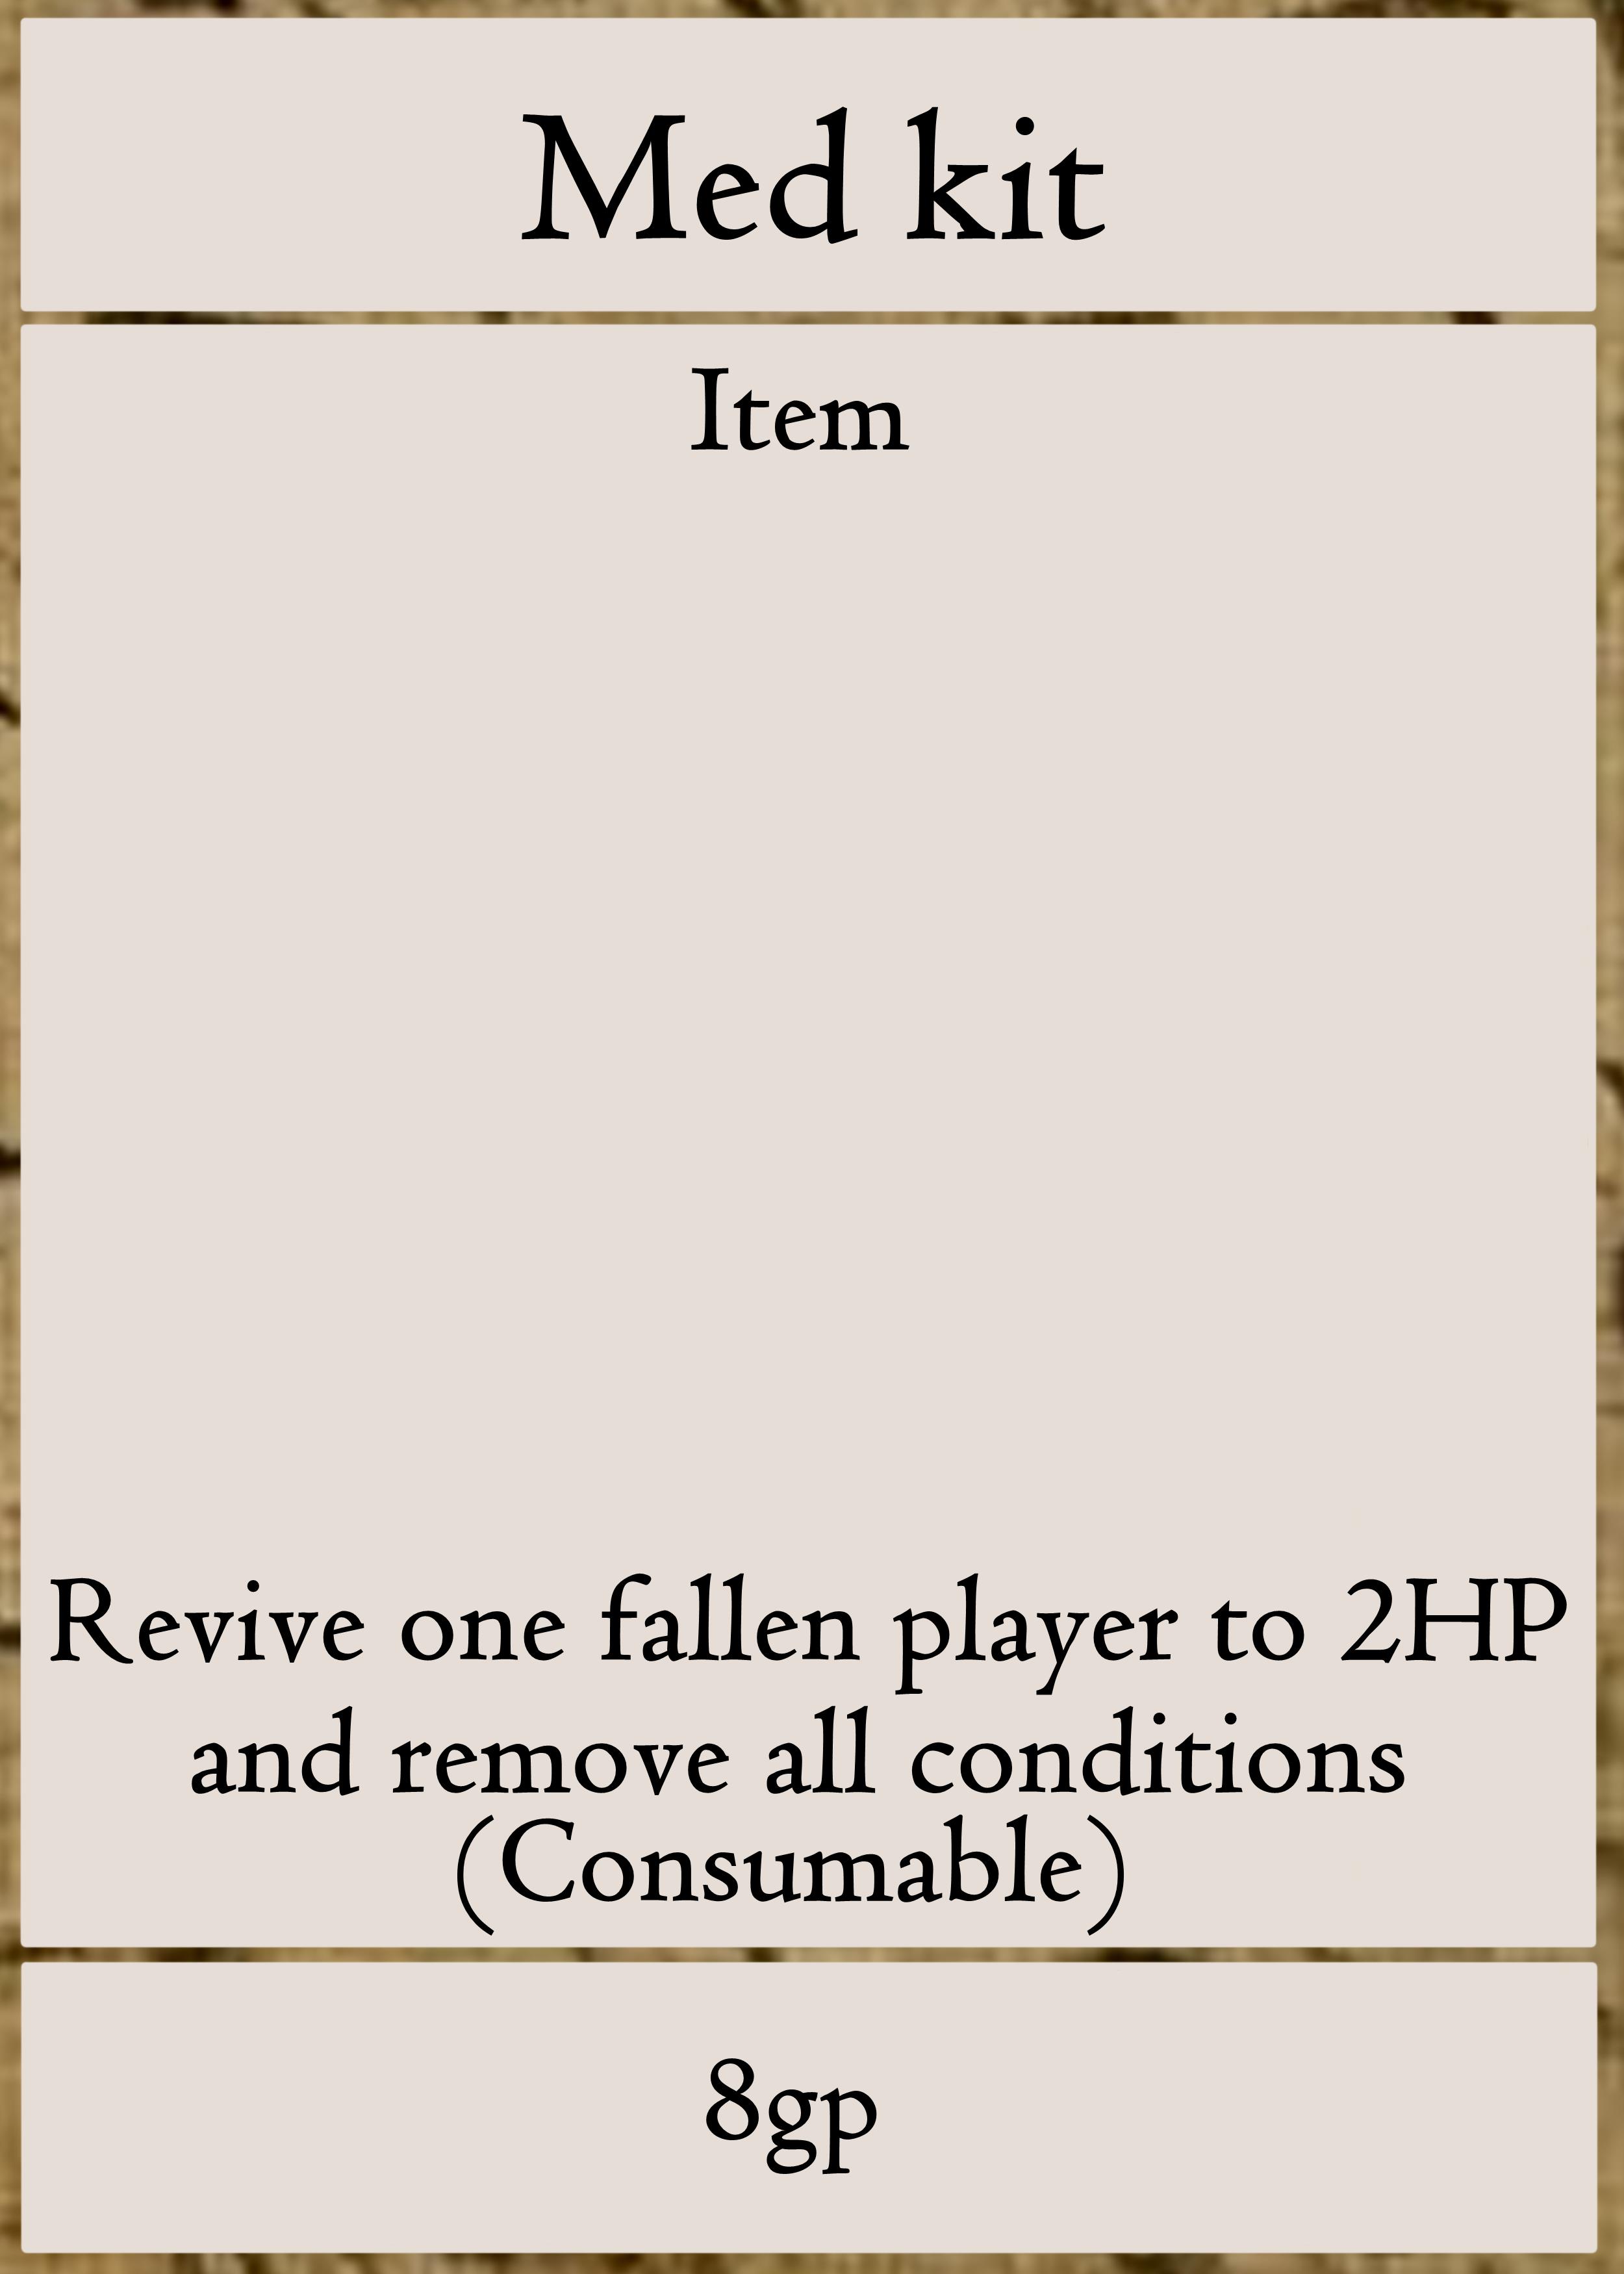 Med kit
Item
Revive one fallen player to 2HP
and remove all conditions
(Consumable)
8gp